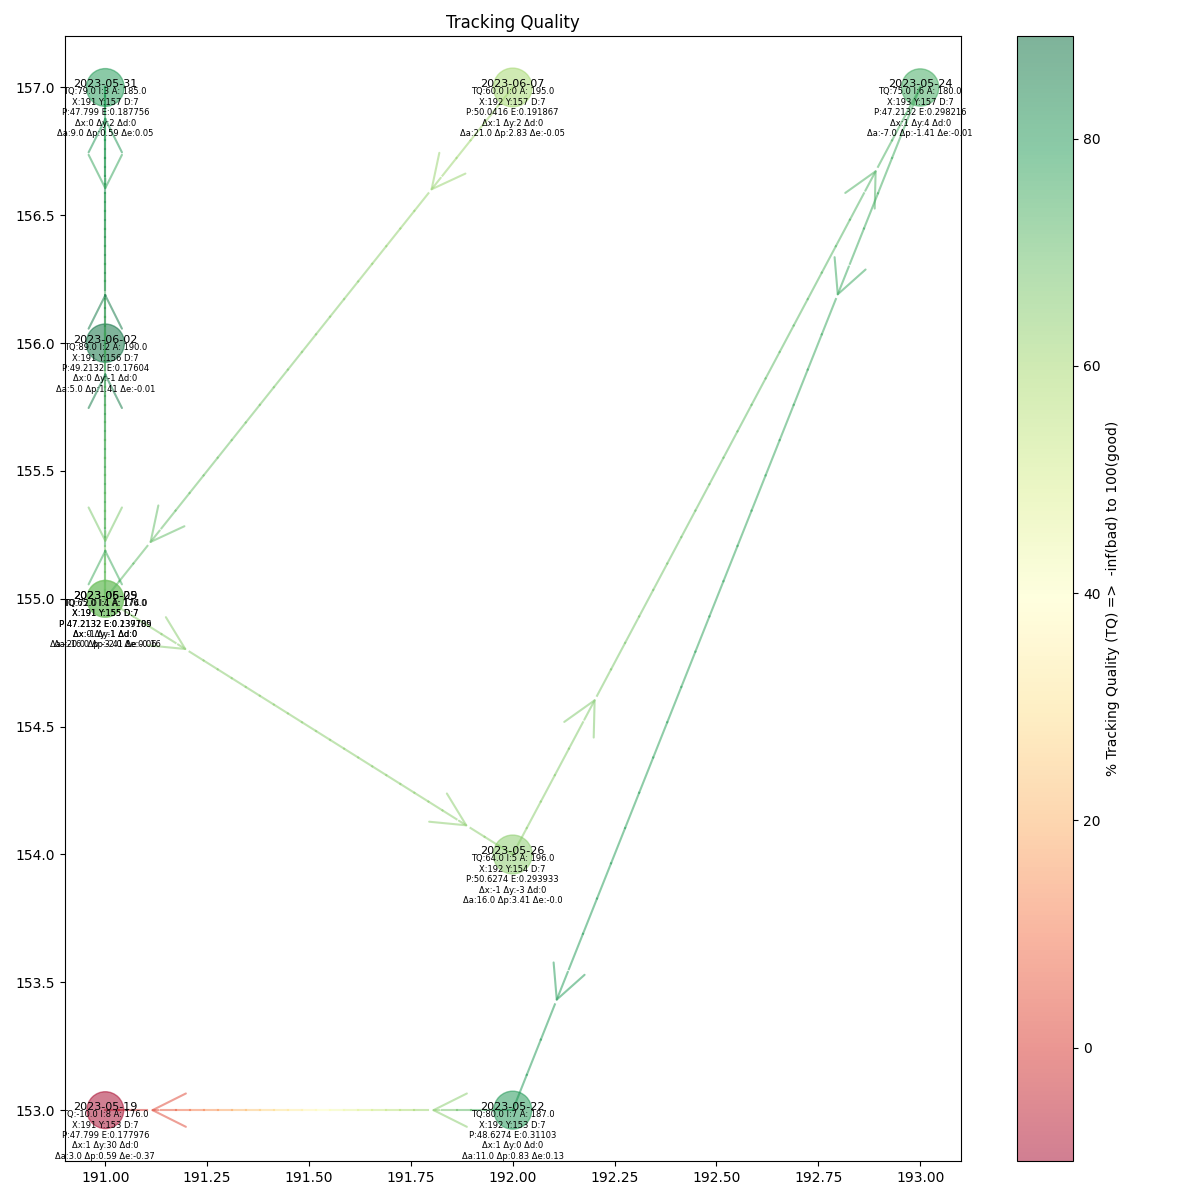 Tracking Quality
157.0
156.5
156.0
155.5
155.0
154.5
154.0
153.5
153.0
2023-05-31
TQ:79.0 I:3 A: 185.0
X:191 Y:157 D:7
P:47.799 E:0.187756
Δx:0 Δy:2 Δd:0
Δa:9.0 Δp:0.59 Δe:0.05
2023-06-07
TQ:60.0 I:0 A: 195.0
X:192 Y:157 D:7
P:50.0416 E:0.191867
Δx:1 Δy:2 Δd:0
Δa:21.0 Δp:2.83 Δe:-0.05
2023-05-24
TQ:75.0 I:6 A: 180.0
X:193 Y:157 D:7
P:47.2132 E:0.298216
Δx:1 Δy:4 Δd:0
Δa:-7.0 Δp:-1.41 Δe:-0.01
2023-06-02
TQ:89.0 I:2 A: 190.0
X:191 Y:156 D:7
P:49.2132 E:0.17604
Δx:0 Δy:-1 Δd:0
Δa:5.0 Δp:1.41 Δe:-0.01
X:191 Y:155 D:7
2023-05-26
TQ:64.0 I:5 A: 196.0
X:192 Y:154 D:7
P:50.6274 E:0.293933
Δx:-1 Δy:-3 Δd:0
Δa:16.0 Δp:3.41 Δe:-0.0
2023-05-19
TQ:-10.0 I:8 A: 176.0
X:191 Y:153 D:7
P:47.799 E:0.177976
Δx:1 Δy:30 Δd:0
Δa:3.0 Δp:0.59 Δe:-0.37
2023-05-22
TQ:80.0 I:7 A: 187.0
X:192 Y:153 D:7
P:48.6274 E:0.31103
Δx:1 Δy:0 Δd:0
Δa:11.0 Δp:0.83 Δe:0.13
191.00
191.25
191.50
191.75
192.00
192.25
192.50
192.75
193.00
80
60
40
20
0
% Tracking Quality (TQ) => -inf(bad) to 100(good)